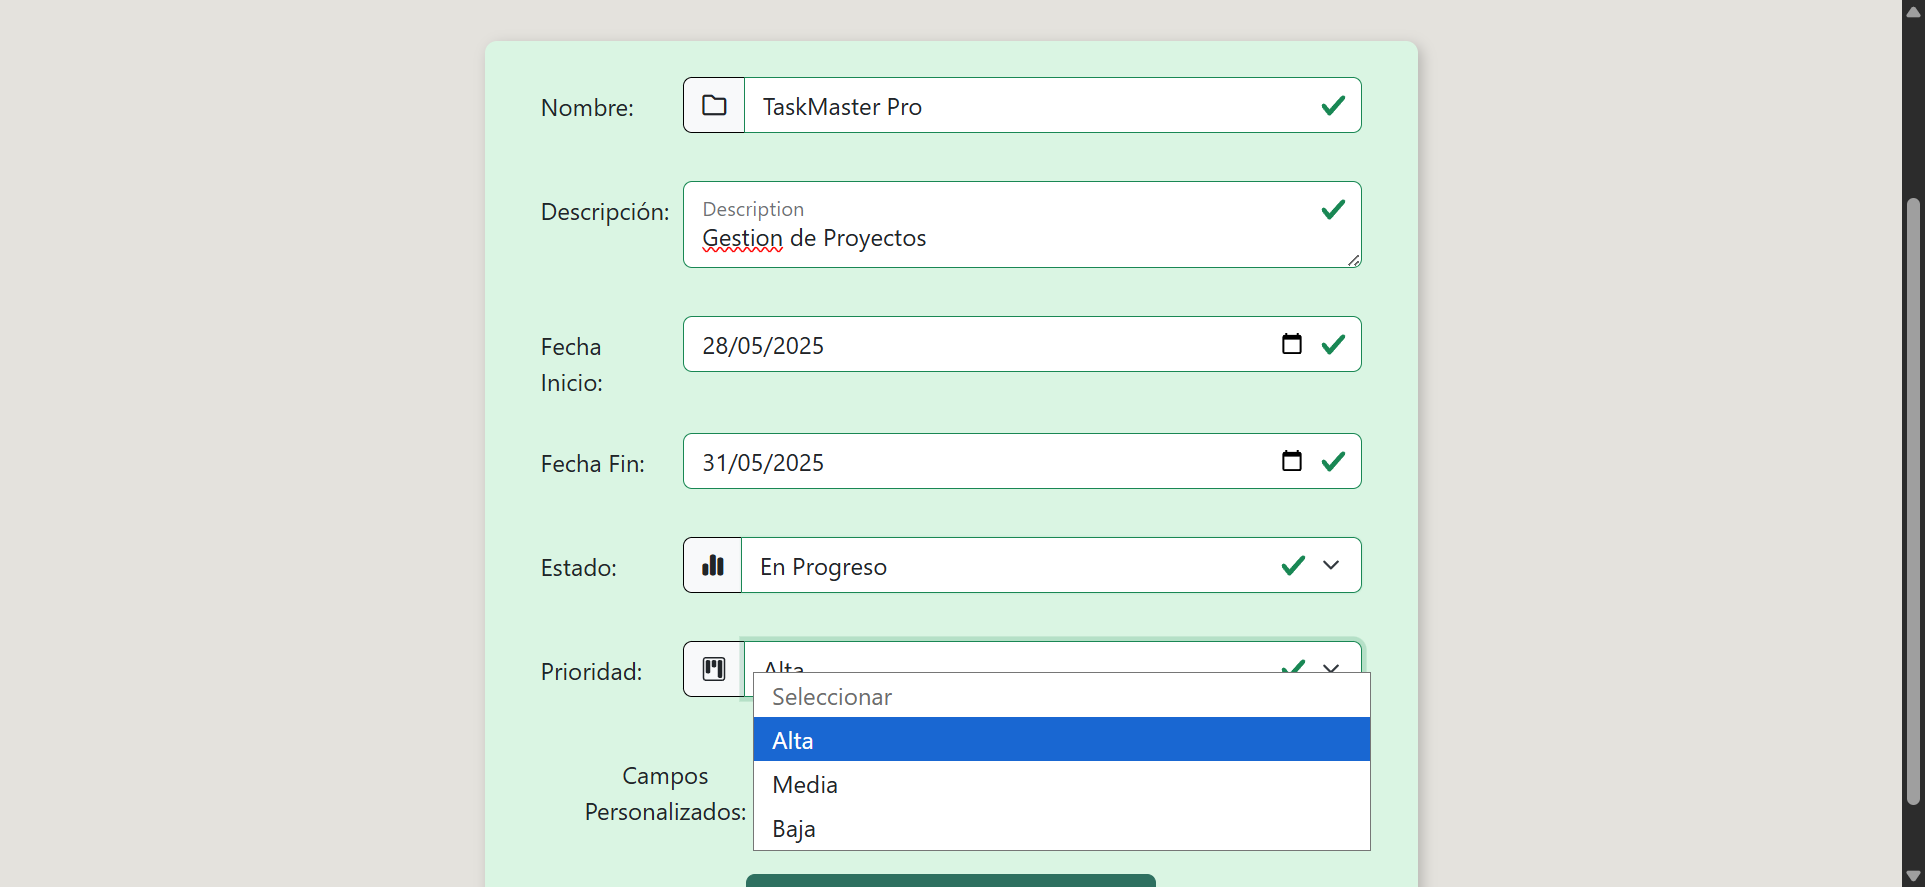 Nombre:
TaskMaster Pro
Descripción:
Description
Gestion de Proyectos
Fecha
Inicio:
28/05/2025
Fecha Fin:
31/05/2025
Estado:
En Progreso
Prioridad:
Alta
Seleccionar
Alta
Media
Baja
Campos
Personalizados: